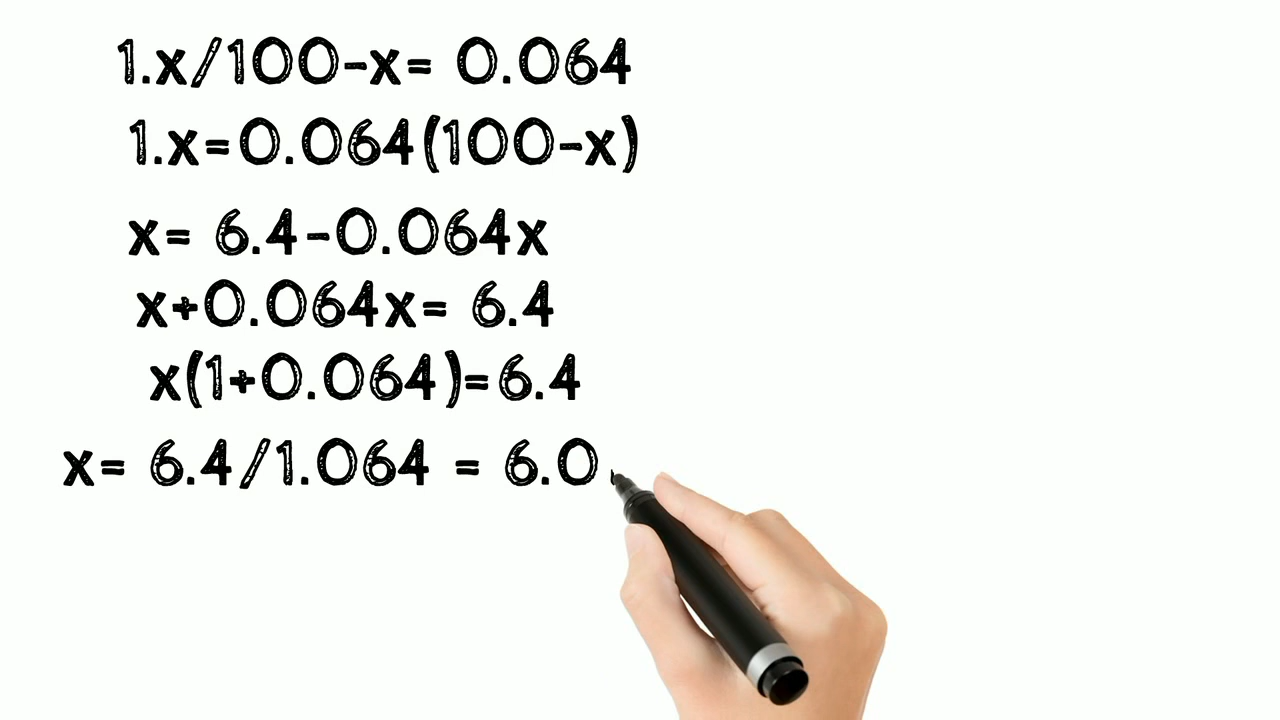 1.x/100-x= 0.064
1.x=0.064(100-x)
x= 6.4-0.064x
x+0.064x= 6.4
x(1+0.064)=6.4
x= 6.4/1.064 = 6.0